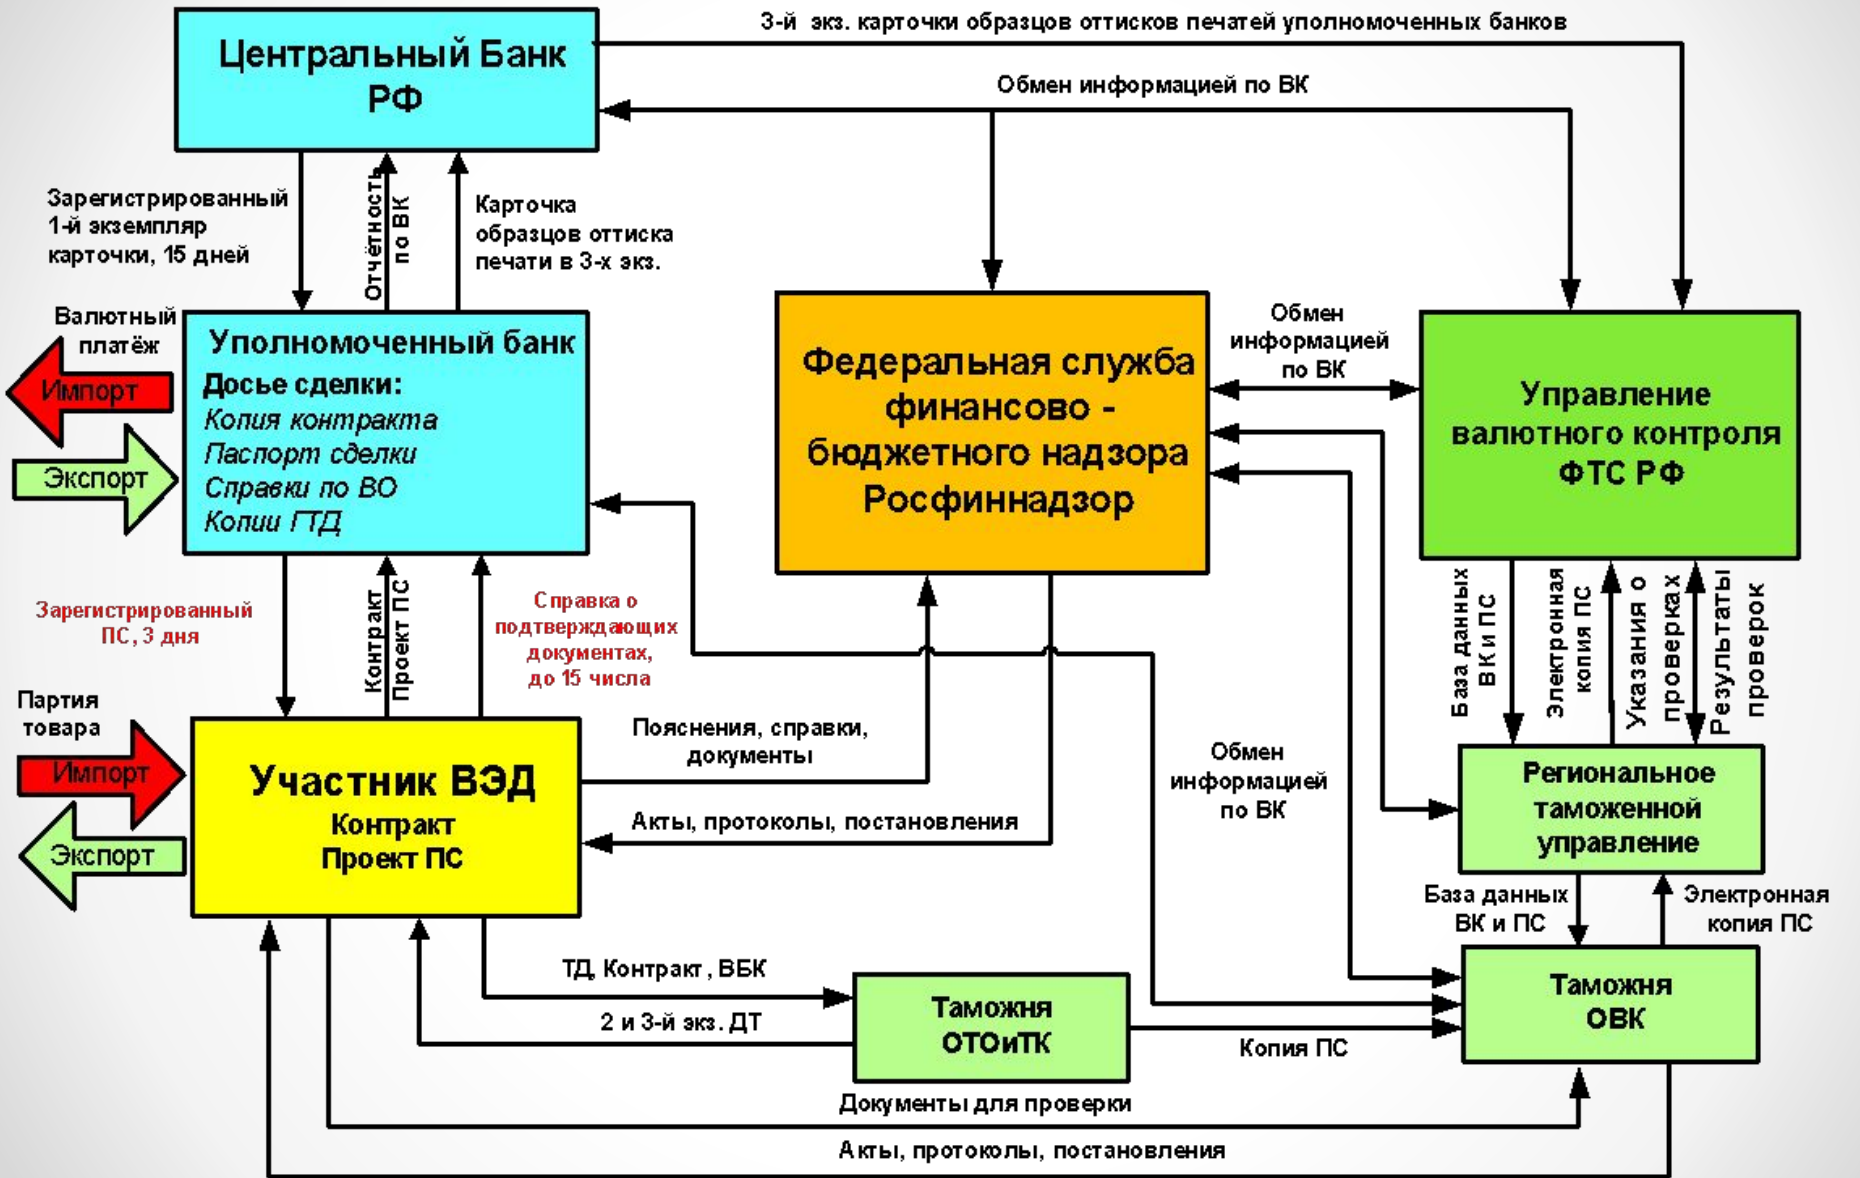 3-й экз. карточки образцов оттисков печатей уполномоченных банков
Центральный Банк
РФ
Обмен информацией по ВК
Зарегистрированный
1-й экземпляр
карточки, 15 дней
Отчётность
по ВК
Карточка
образцов оттиска
печати в 3-х экз.
Валютный
платёж
Импорт
Экспорт
Уполномоченный банк
Досье сделки:
Копия контракта
Паспорт сделки
Справки по ВО
Копии ГТД
Федеральная служба
финансово -
бюджетного надзора
Росфиннадзор
Обмен
информацией
по ВК
Управление
валютного контроля
ФТС РФ
Зарегистрированный
ПС, 3 дня
Контракт
Проект ПС
Справка о
подтверждающих
документах,
до 15 числа
База данных
ВК и ПС
Электронная
копия ПС
Указания о
проверках
Результаты
проверок
Партия
товара
Импорт
Экспорт
Участник ВЭД
Контракт
Проект ПС
Пояснения, справки,
документы
Акты, протоколы, постановления
Обмен
информацией
по ВК
Региональное
таможенной
управление
База данных
ВК и ПС
Электронная
копия ПС
ТД, Контракт , ВБК
2 и 3-й экз. ДТ
Таможня
ОТОиТК
Копия ПС
Таможня
ОВК
Документы для проверки
Акты, протоколы, постановления